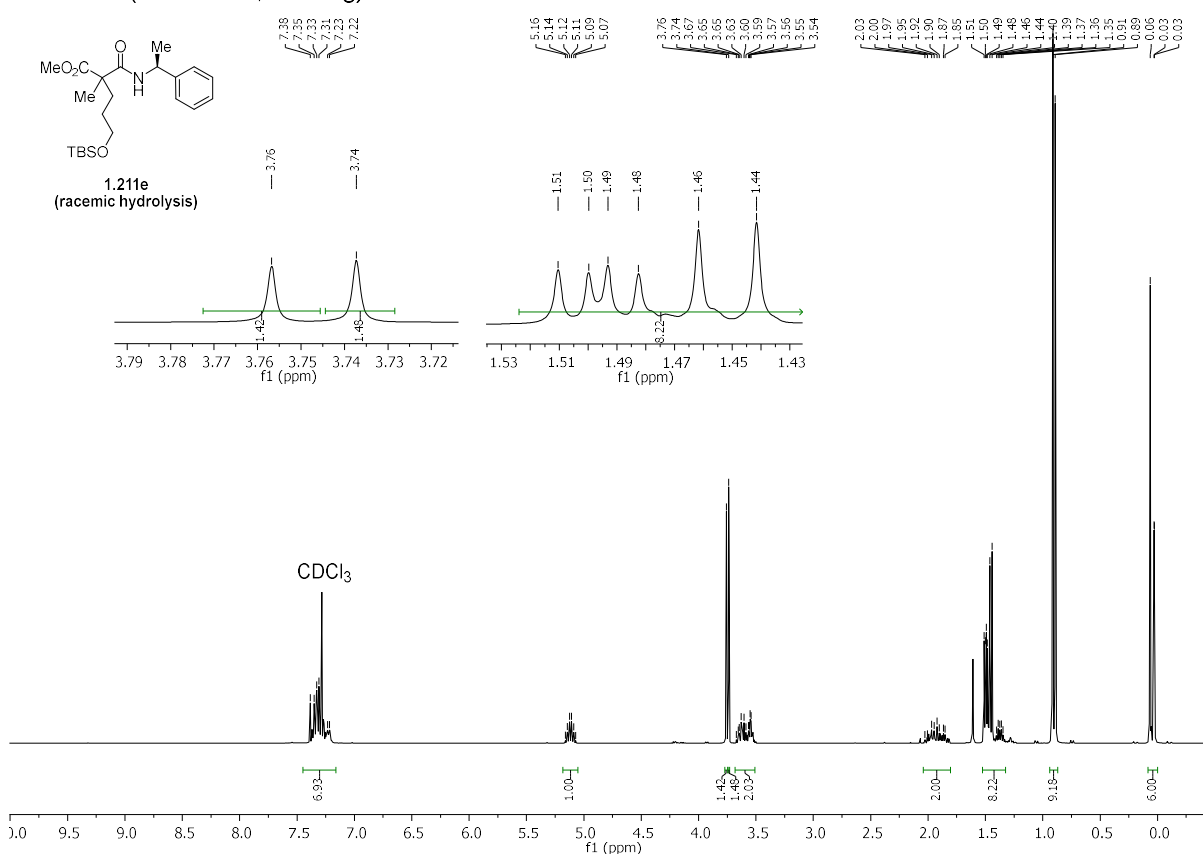 7.38 7.35 7.33 7.31 7.23 7.22
5.16 5.14 5.12 5.11 5.09 5.07
3.76 3.74 3.67 3.65 3.65 3.63 3.60 3.59 3.57 3.56 3.55 3.54
2.03 2.00 1.97 1.95 1.92 1.90 1.87 1.85 1.51 1.50 1.49 1.48 1.46 1.44 1.40 1.39 1.37 1.36 1.35 0.91 0.89 0.06 0.03 0.03
O Me
MeO₂C
N
H
Me
TBSO
1.211e
(racemic hydrolysis)
3.76 3.74
1.42 1.48
3.79 3.78 3.77 3.76 3.75 3.74 3.73 3.72
f1 (ppm)
1.51 1.50 1.49 1.48 1.46 1.44
8.22
1.53 1.51 1.49 1.47 1.45 1.43
f1 (ppm)
CDCl₃
6.93 1.00 1.42 1.48 2.03 2.00 8.22 9.18 6.00
0.0 9.5 9.0 8.5 8.0 7.5 7.0 6.5 6.0 5.5 5.0 4.5 4.0 3.5 3.0 2.5 2.0 1.5 1.0 0.5 0.0
f1 (ppm)